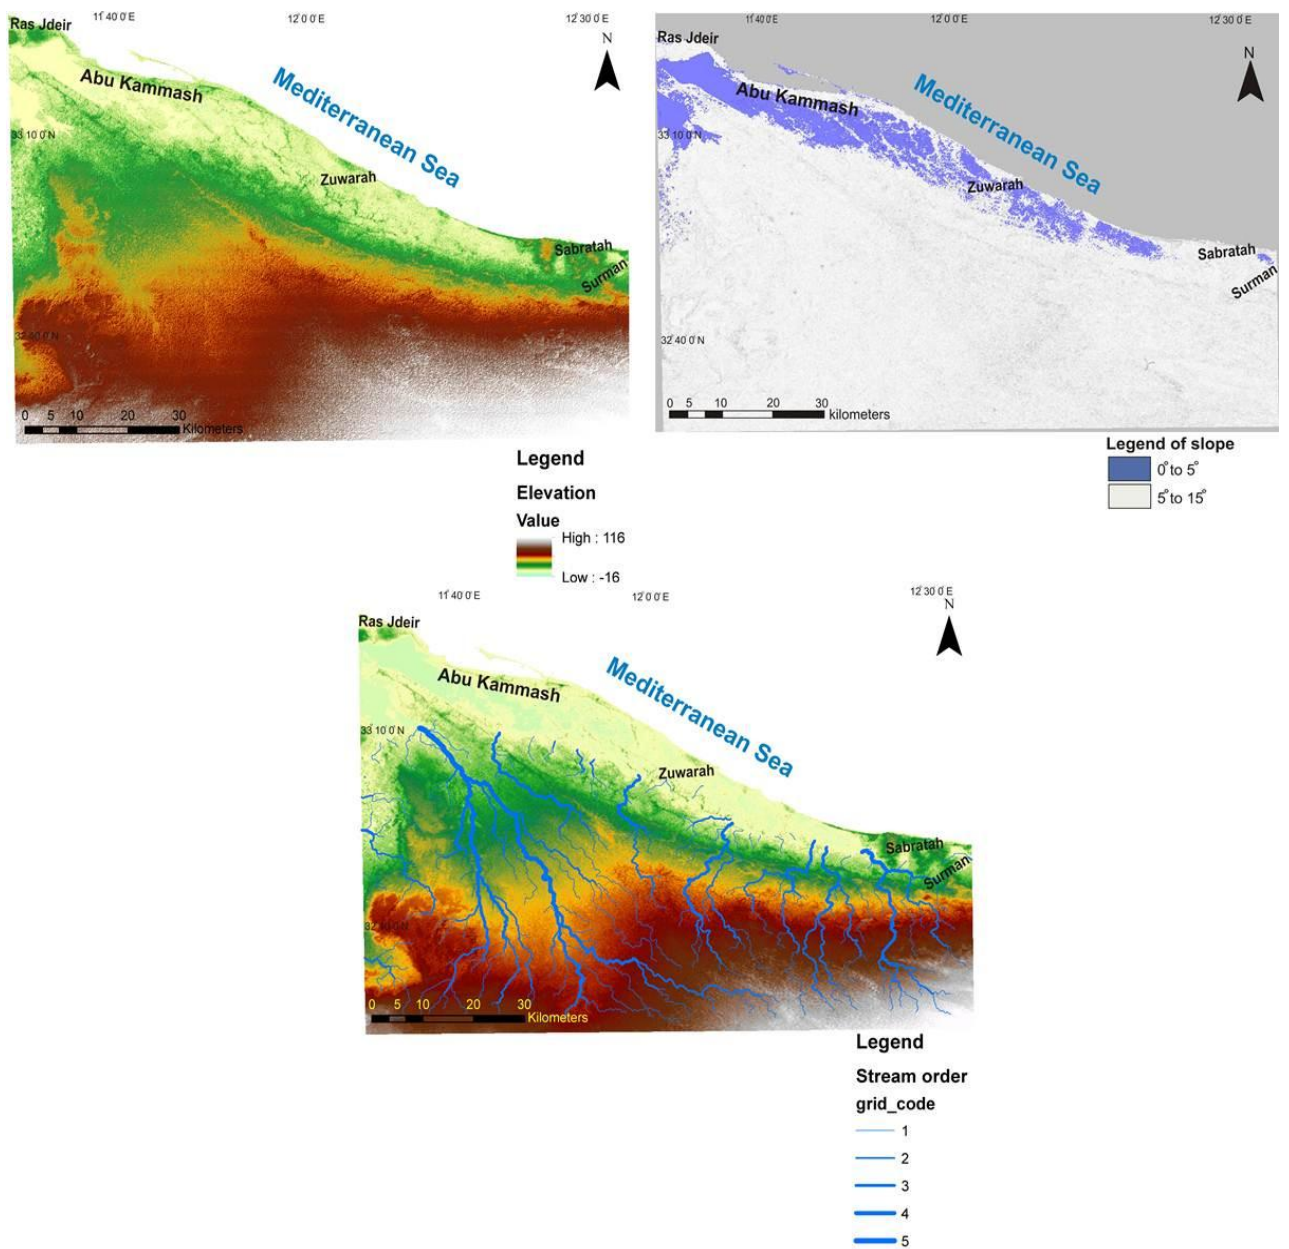 11°40'0"E
12°0'0"E
12°30'0"E
N
Ras Jdeir
Abu Kammash
Mediterranean Sea
33°10'0"N
Zuwarah
Sabratah
Surman
0 5 10 20 30
Kilometers
Legend
Elevation
Value
High : 116
Low : -16
11°40'0"E
12°0'0"E
12°30'0"E
N
Ras Jdeir
Abu Kammash
Mediterranean Sea
33°10'0"N
Zuwarah
Sabratah
Surman
32°40'0"N
0 5 10 20 30
kilometers
Legend of slope
0° to 5°
5° to 15°
11°40'0"E
12°0'0"E
12°30'0"E
N
Ras Jdeir
Abu Kammash
Mediterranean Sea
33°10'0"N
Zuwarah
Sabratah
Surman
0 5 10 20 30
Kilometers
Legend
Stream order
grid_code
1
2
3
4
5